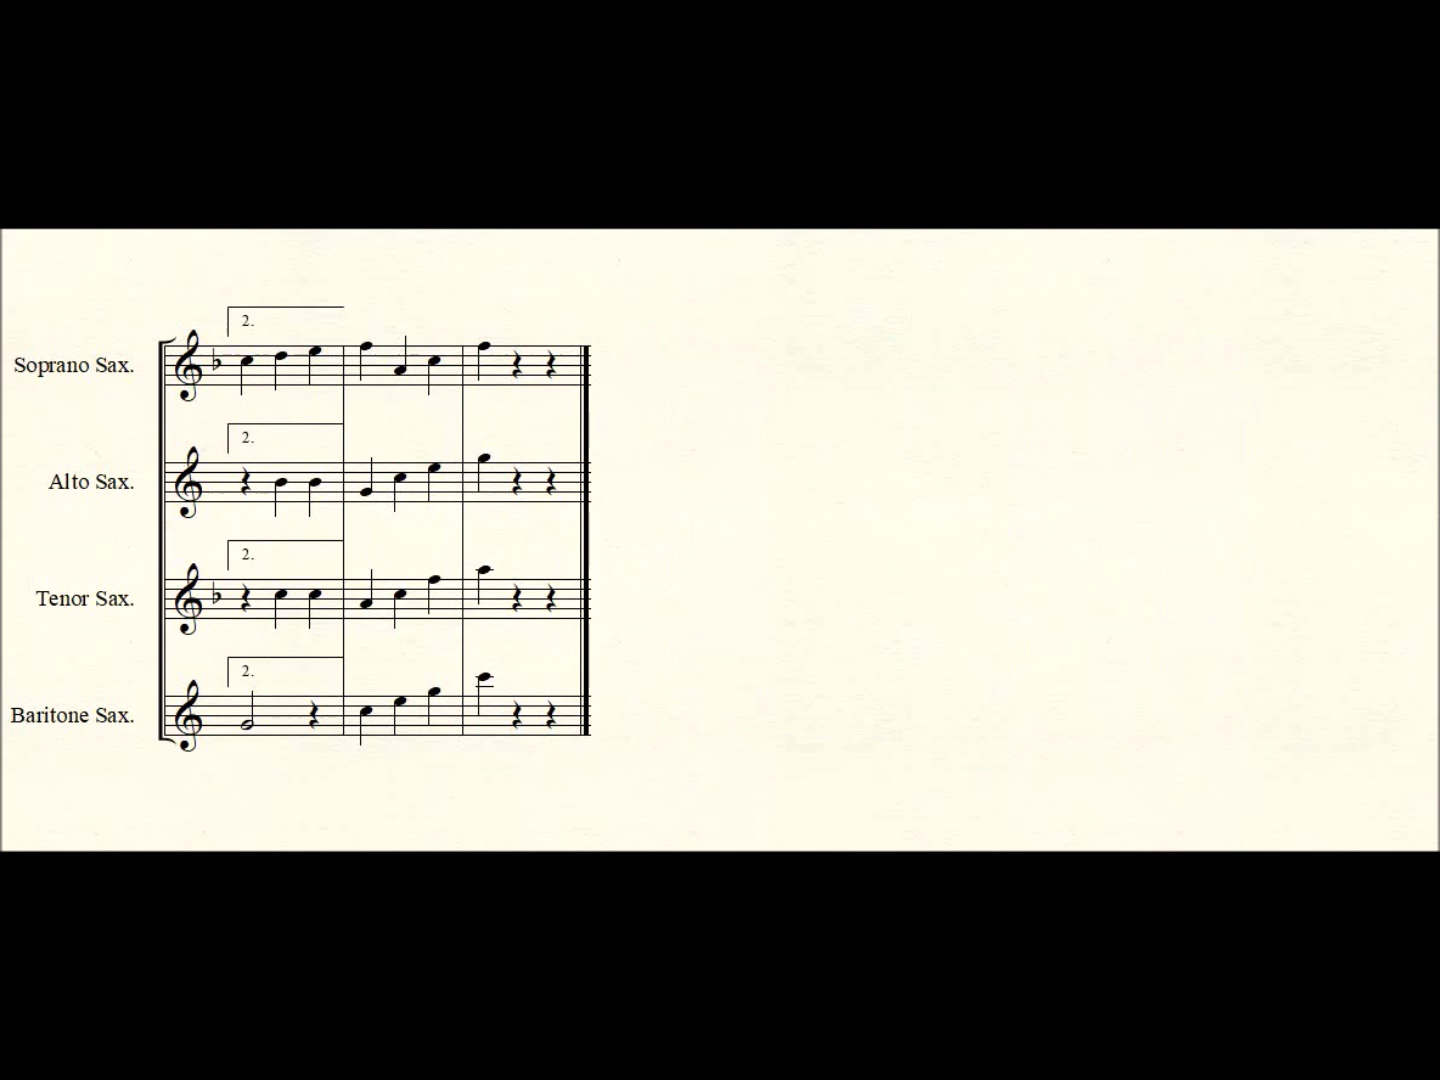 2.
Soprano Sax.
2.
Alto Sax.
2.
Tenor Sax.
2.
Baritone Sax.